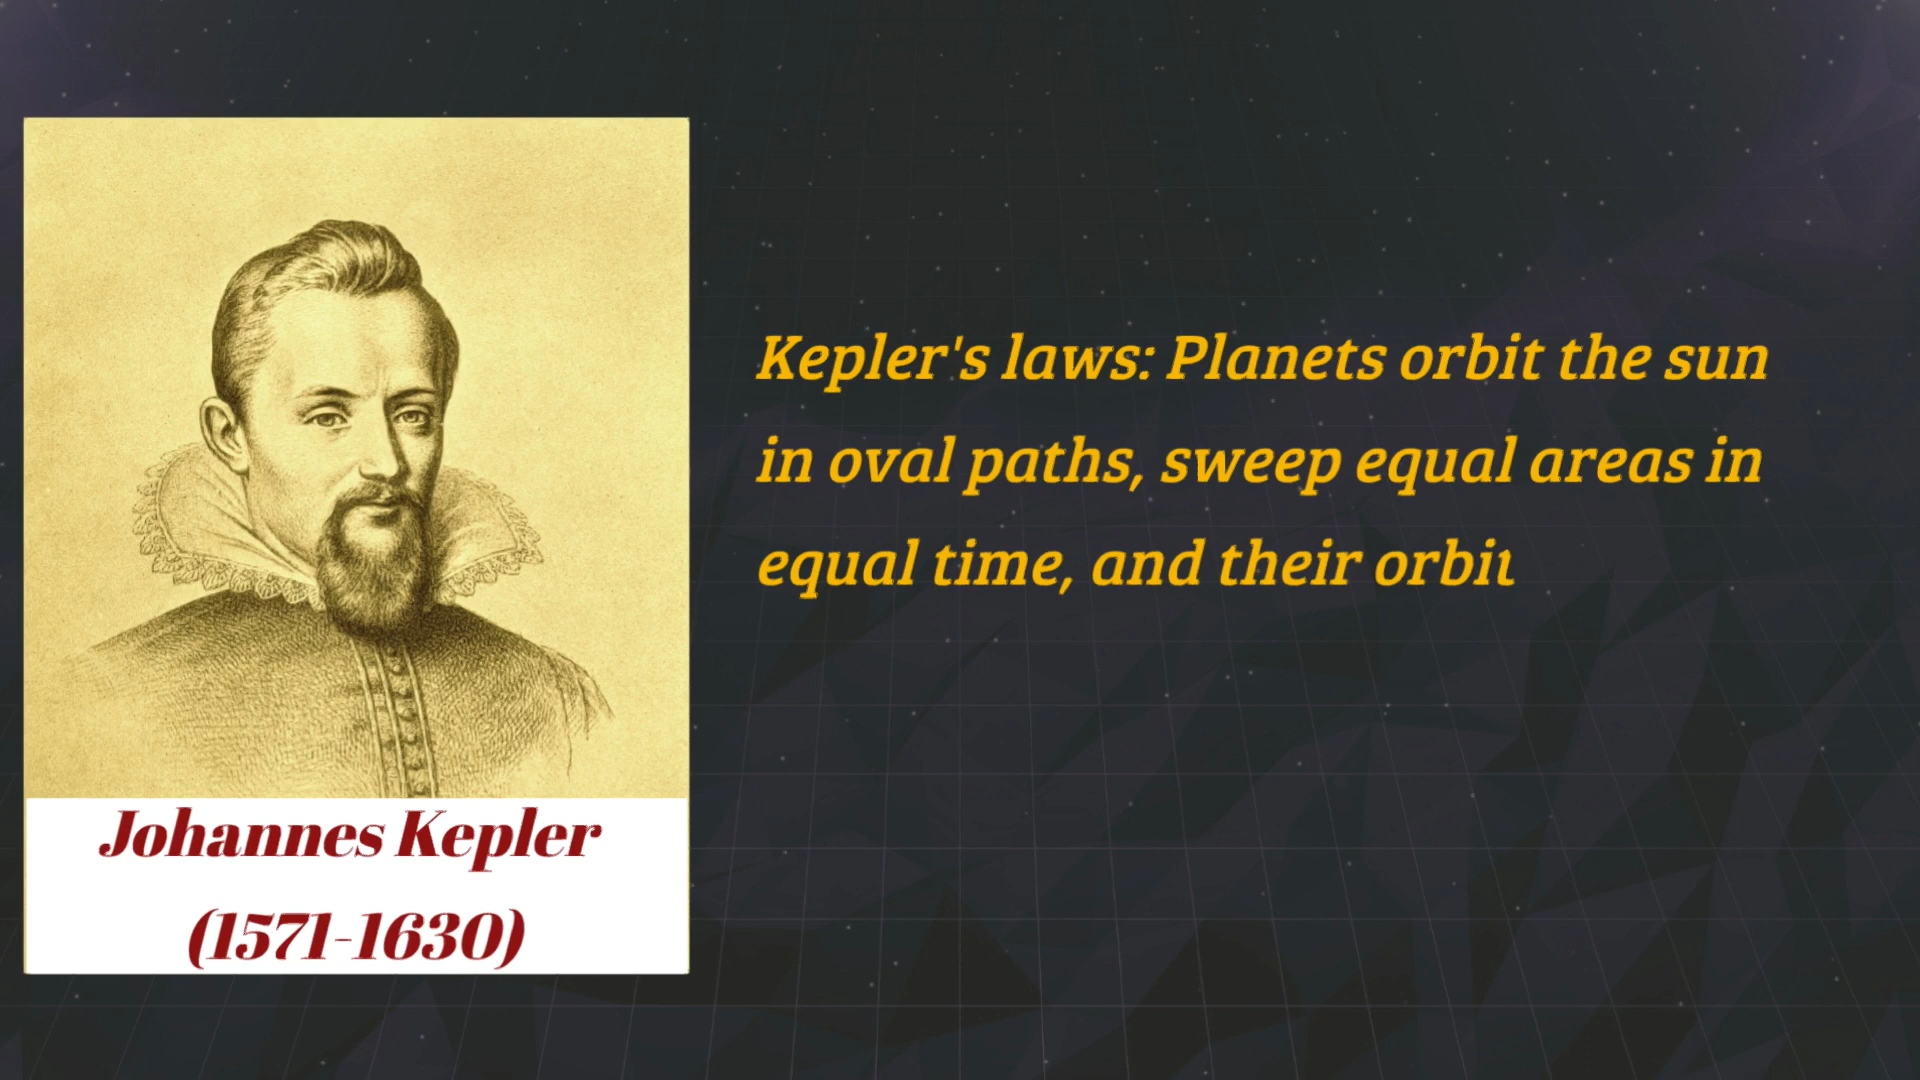 Kepler's laws: Planets orbit the sun
in oval paths, sweep equal areas in
equal time, and their orbit
Johannes Kepler
(1571-1630)